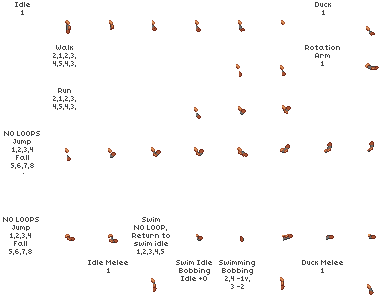 Idle
1
Duck
1
Walk
2,1,2,3,
4,5,4,3,
Rotation
Arm
1
Run
2,1,2,3,
4,5,4,3,
NO LOOPS
Jump
1,2,3,4
Fall
5,6,7,8
NO LOOPS
Jump
1,2,3,4
Fall
5,6,7,8
Swim
NO LOOP,
Return to
swim idle
1,2,3,4,5
Idle Melee
1
Swim Idle
Bobbing
Idle +0
Swimming
Bobbing
2,4 -1v,
3 -2
Duck Melee
1